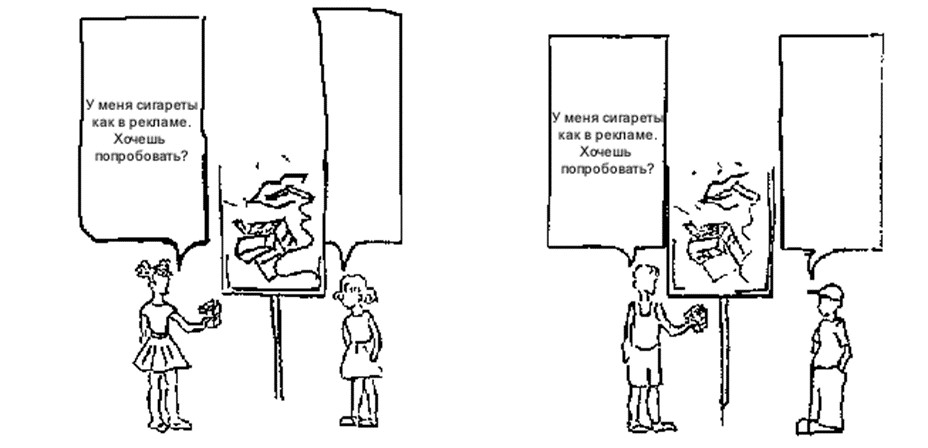 У меня сигареты
как в рекламе.
Хочешь
попробовать?
У меня сигареты
как в рекламе.
Хочешь
попробовать?